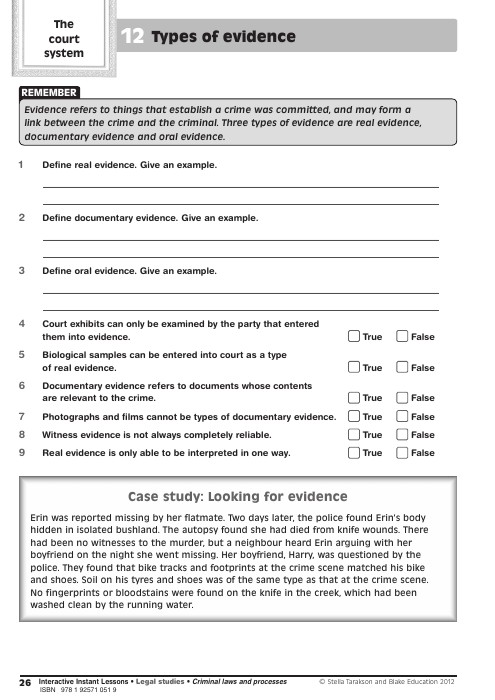 The
court
system
12 Types of evidence
REMEMBER
Evidence refers to things that establish a crime was committed, and may form a
link between the crime and the criminal. Three types of evidence are real evidence,
documentary evidence and oral evidence.
1 Define real evidence. Give an example.
2 Define documentary evidence. Give an example.
3 Define oral evidence. Give an example.
4 Court exhibits can only be examined by the party that entered
them into evidence. True False
5 Biological samples can be entered into court as a type
of real evidence. True False
6 Documentary evidence refers to documents whose contents
are relevant to the crime. True False
7 Photographs and films cannot be types of documentary evidence. True False
8 Witness evidence is not always completely reliable. True False
9 Real evidence is only able to be interpreted in one way. True False
Case study: Looking for evidence
Erin was reported missing by her flatmate. Two days later, the police found Erin's body
hidden in isolated bushland. The autopsy found she had died from knife wounds. There
had been no witnesses to the murder, but a neighbour heard Erin arguing with her
boyfriend on the night she went missing. Her boyfriend, Harry, was questioned by the
police. They found that bike tracks and footprints at the crime scene matched his bike
and shoes. Soil on his tyres and shoes was of the same type as that at the crime scene.
No fingerprints or bloodstains were found on the knife in the creek, which had been
washed clean by the running water.
26 Interactive Instant Lessons • Legal studies • Criminal laws and processes © Stella Tarakson and Blake Education 2012
ISBN 978 1 92571 051 9